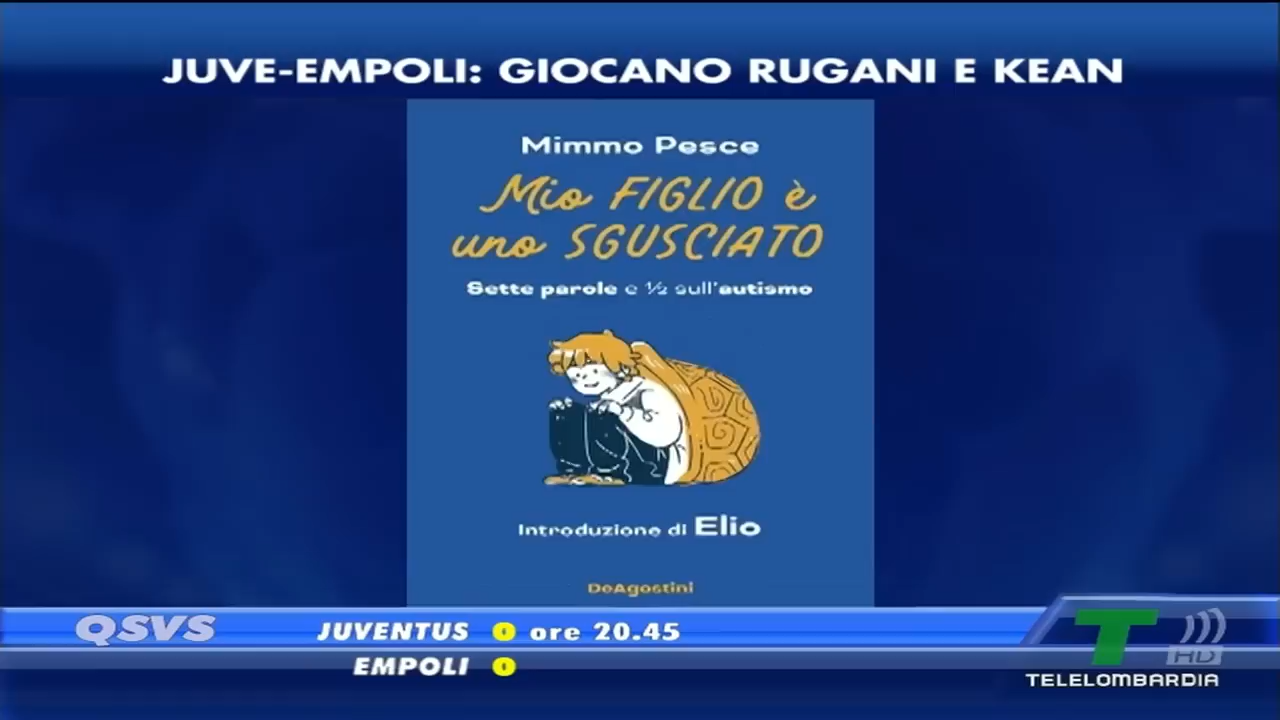 JUVE-EMPOLI: GIOCANO RUGANI E KEAN
Mimmo Pesce
Mio FIGLIO è
uno SGUSCIATO
Sette parole e ½ sull'autismo
Introduzione di Elio
DeAgostini
QSVS
JUVENTUS 0 ore 20.45
EMPOLI 0
T HD
TELELOMBARDIA